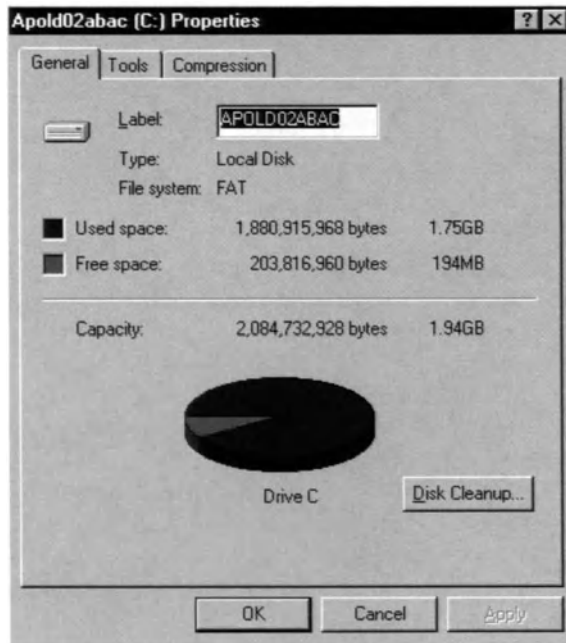 Apold02abac (C:) Properties
General Tools Compression
Label: APOLD02ABAC
Type: Local Disk
File system: FAT
Used space: 1,880,915,968 bytes 1.75GB
Free space: 203,816,960 bytes 194MB
Capacity: 2,084,732,928 bytes 1.94GB
Drive C
Disk Cleanup...
OK Cancel Apply